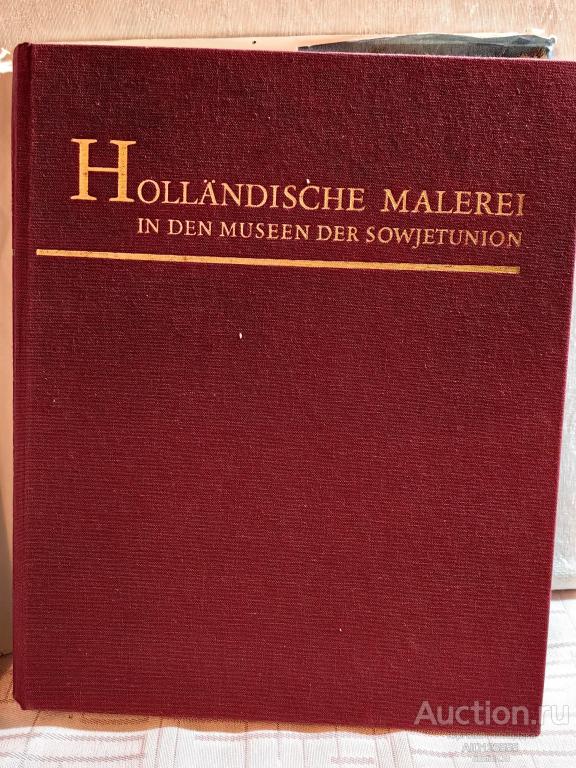 HOLLÄNDISCHE MALEREI
IN DEN MUSEEN DER SOWJETUNION
Auction.ru